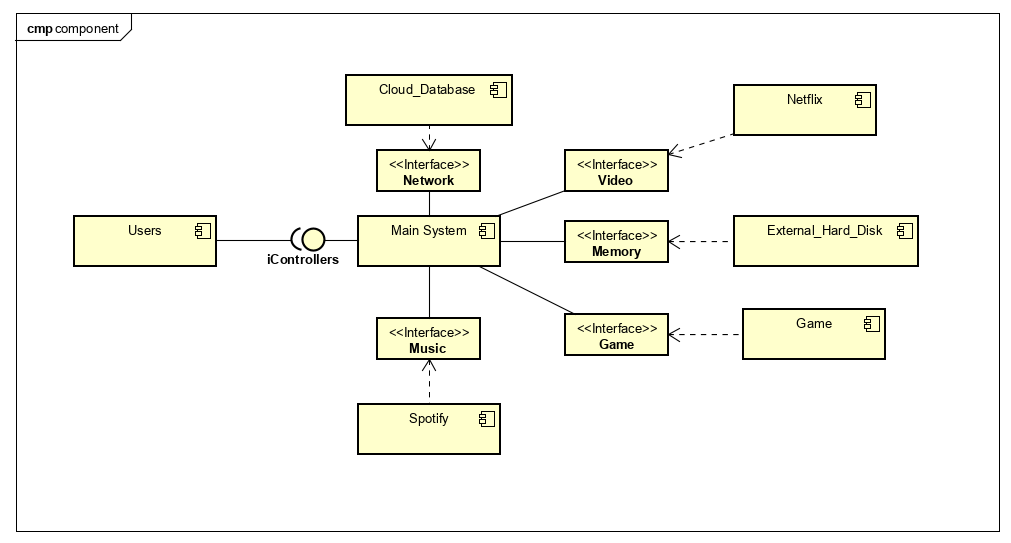 cmp component
Cloud_Database
Netflix
<<Interface>>
Network
<<Interface>>
Video
Users
iControllers
Main System
<<Interface>>
Memory
External_Hard_Disk
<<Interface>>
Music
<<Interface>>
Game
Game
Spotify